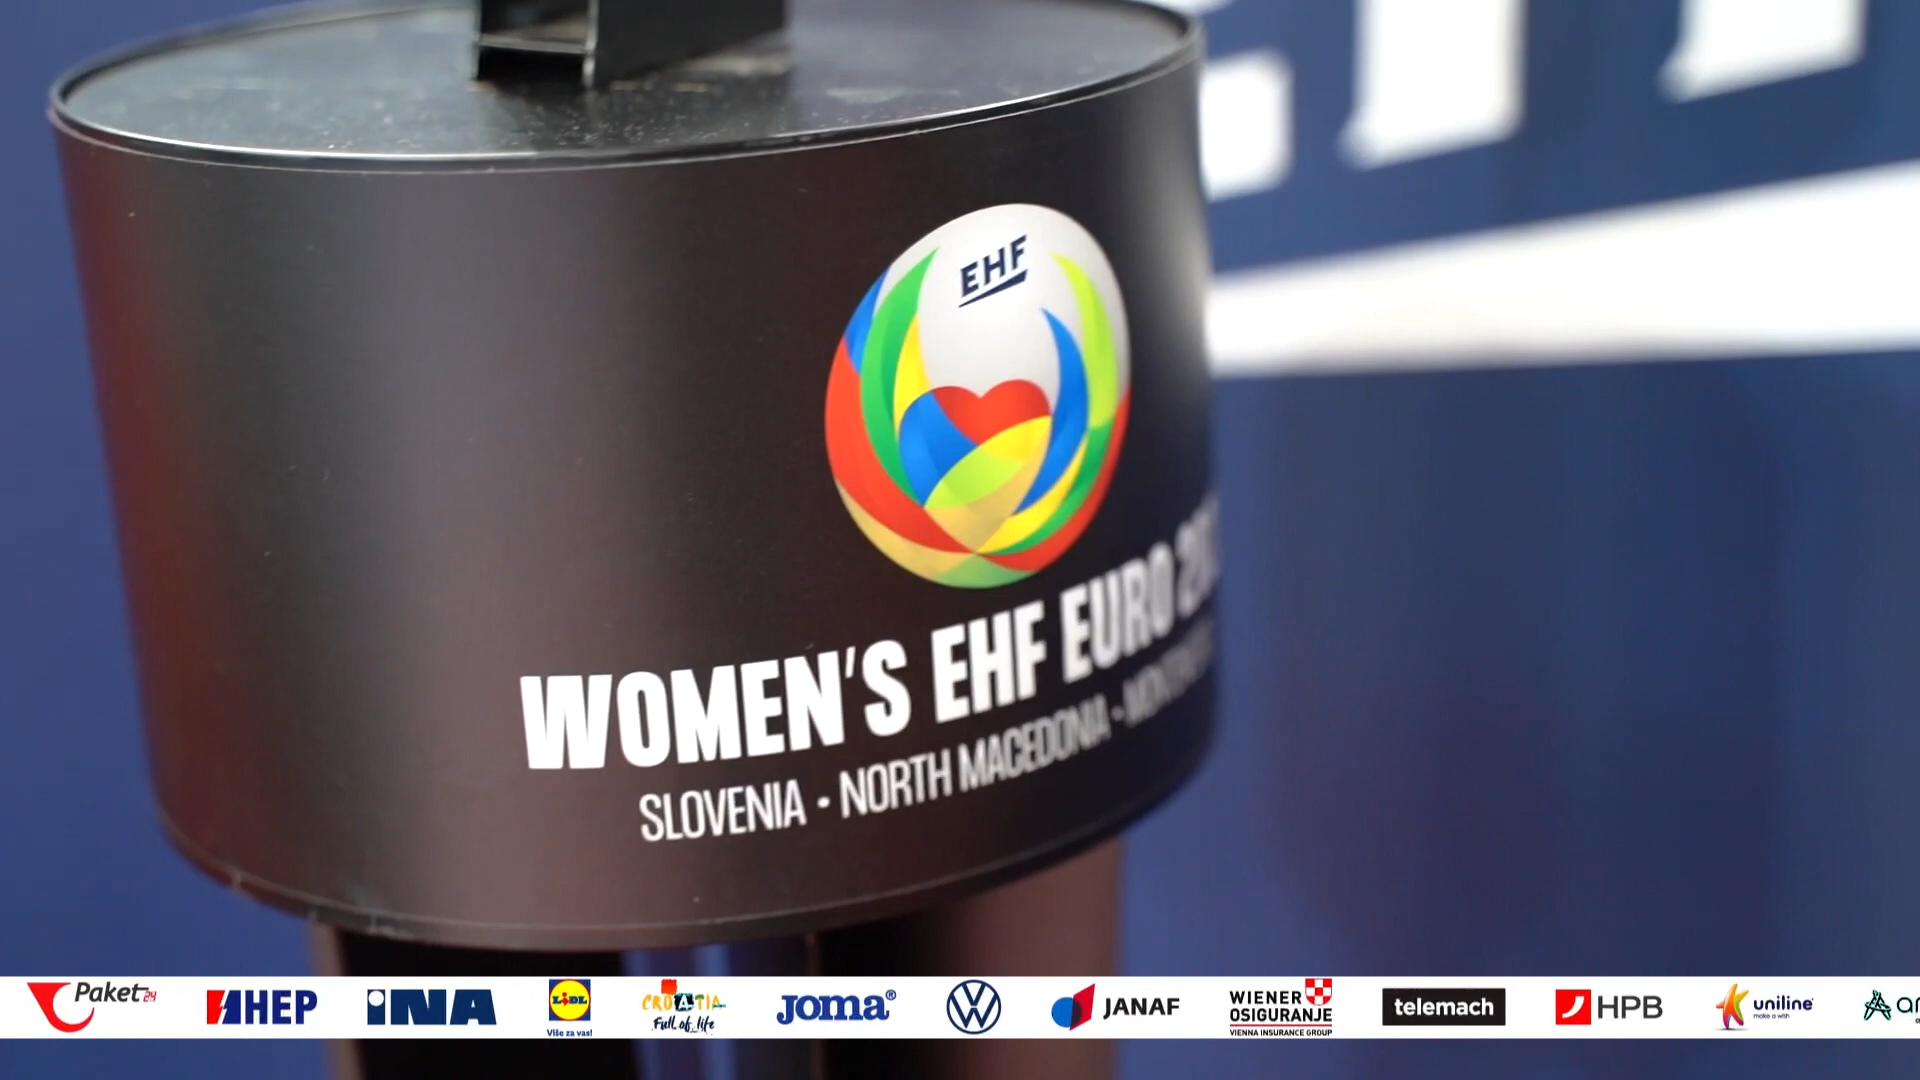 EHF
WOMEN'S EHF EURO
SLOVENIA · NORTH MACEDONIA ·
Paket24
HEP
INA
LIDL
Više za vas!
CROATIA
Full of life
JOMA®
JANAF
WIENER
OSIGURANJE
VIENNA INSURANCE GROUP
telemach
HPB
uniline
make a wish